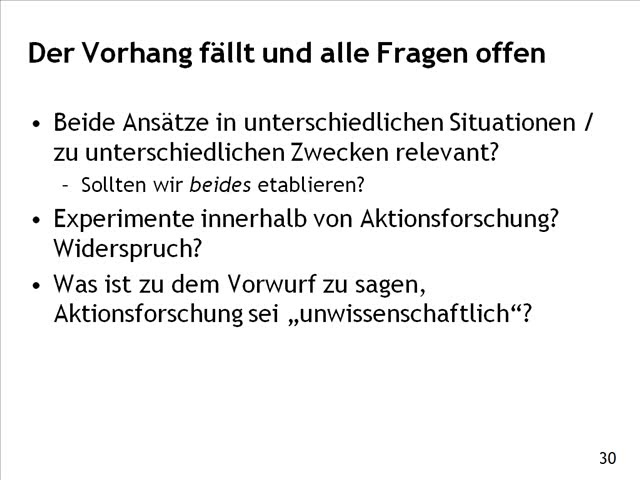 Der Vorhang fällt und alle Fragen offen
• Beide Ansätze in unterschiedlichen Situationen /
zu unterschiedlichen Zwecken relevant?
– Sollten wir beides etablieren?
• Experimente innerhalb von Aktionsforschung?
Widerspruch?
• Was ist zu dem Vorwurf zu sagen,
Aktionsforschung sei „unwissenschaftlich“?
30